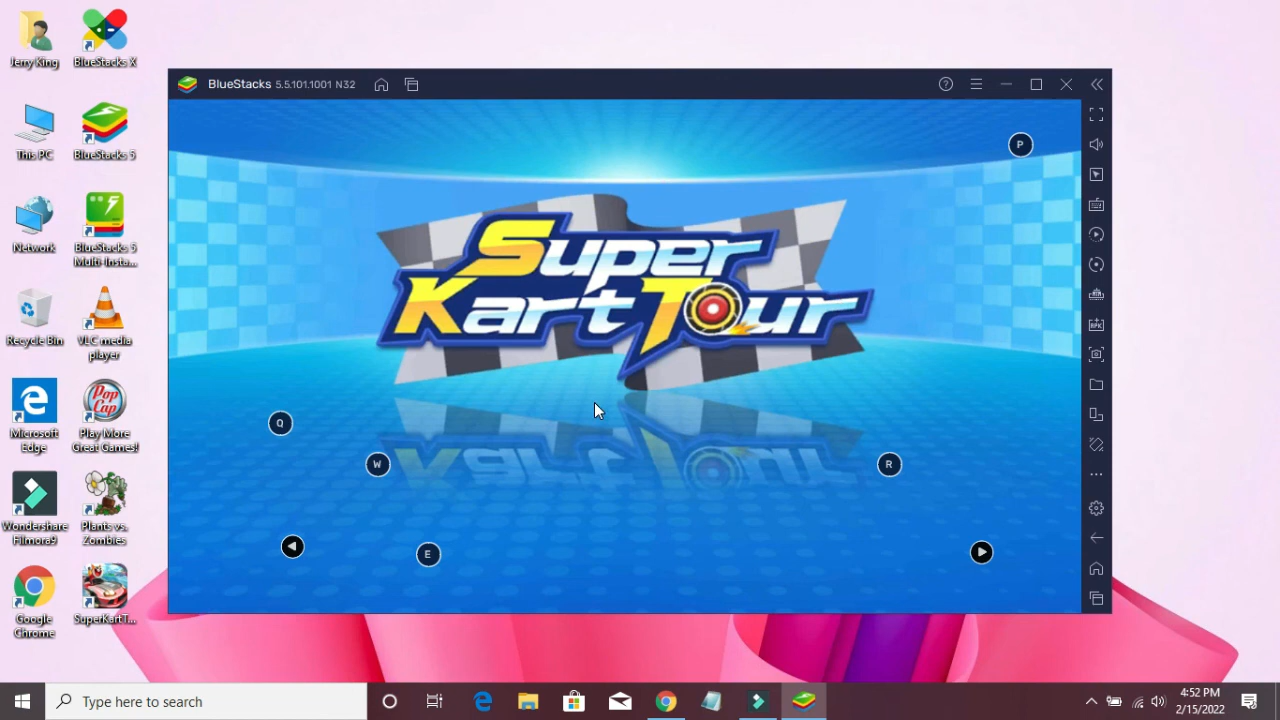 Jerry King
BlueStacks X
This PC
BlueStacks 5
Network
BlueStacks 5
Multi-Insta...
Recycle Bin
VLC media
player
Microsoft
Edge
Pop
Cap
Play More
Great Games!
Wondershare
Filmora9
Plants vs.
Zombies
Google
Chrome
SuperKartT...
BlueStacks 5.5.101.1001 N32
Super
Kart Tour
P
Q
W
R
E
Type here to search
4:52 PM
2/15/2022